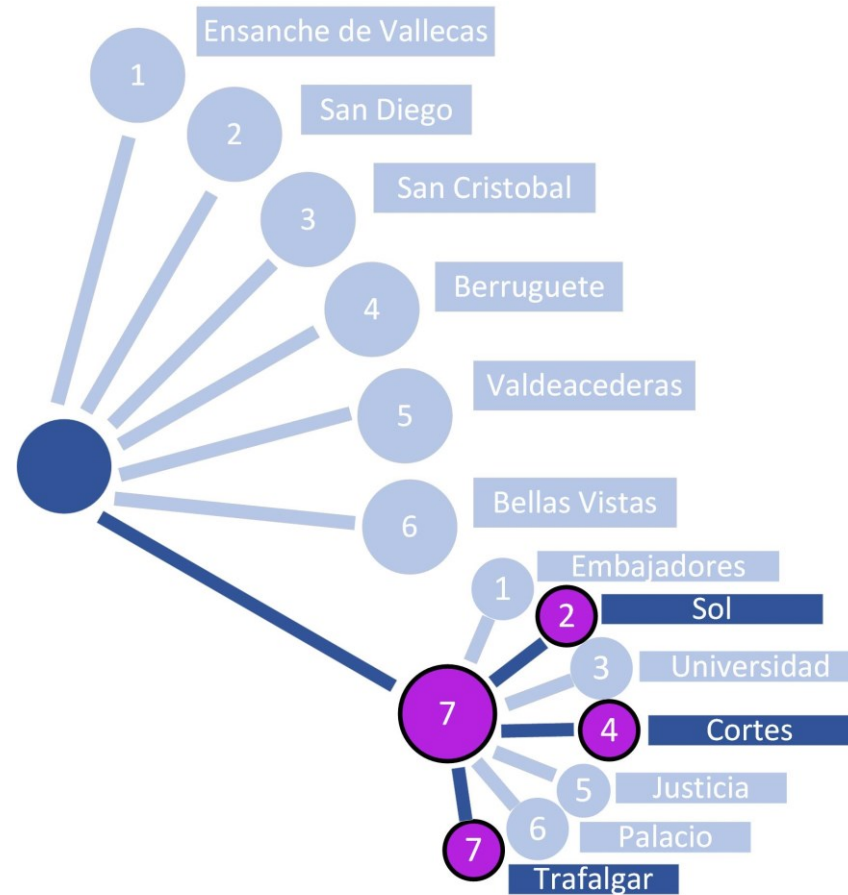 1 Ensanche de Vallecas
2 San Diego
3 San Cristobal
4 Berruguete
5 Valdeacederas
6 Bellas Vistas
7
1 Embajadores
2 Sol
3 Universidad
4 Cortes
5 Justicia
6 Palacio
7 Trafalgar